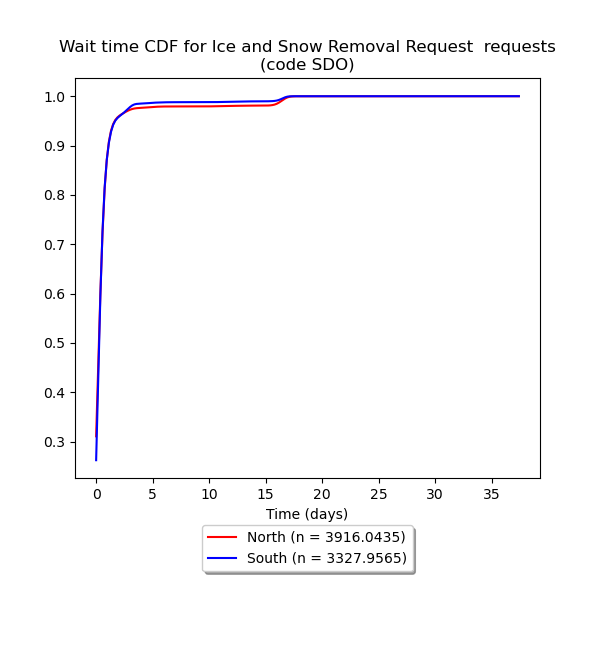 Wait time CDF for Ice and Snow Removal Request  requests
(code SDO)
1.0
0.9
0.8
0.7
0.6
0.5
0.4
0.3
0 5 10 15 20 25 30 35
Time (days)
North (n = 3916.0435)
South (n = 3327.9565)